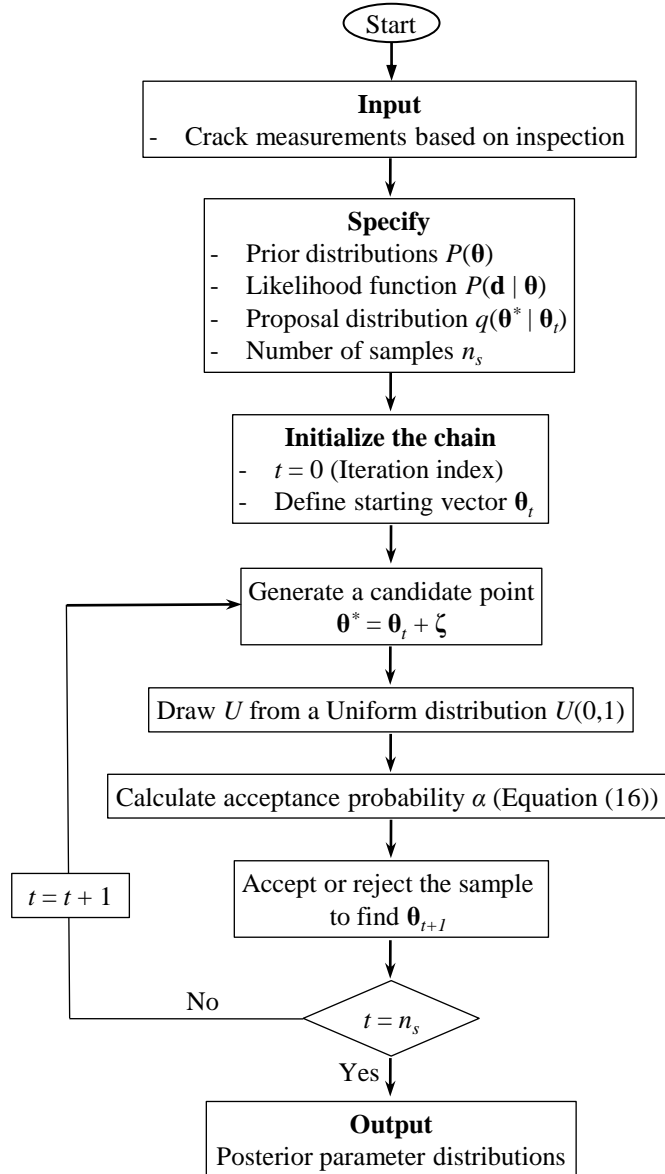 Start
Input
- Crack measurements based on inspection
Specify
- Prior distributions P(θ)
- Likelihood function P(d | θ)
- Proposal distribution q(θ* | θt)
- Number of samples ns
Initialize the chain
- t = 0 (Iteration index)
- Define starting vector θt
Generate a candidate point
θ* = θt + ζ
Draw U from a Uniform distribution U(0,1)
Calculate acceptance probability α (Equation (16))
Accept or reject the sample
to find θt+1
t = t + 1
No
t = ns
Yes
Output
Posterior parameter distributions